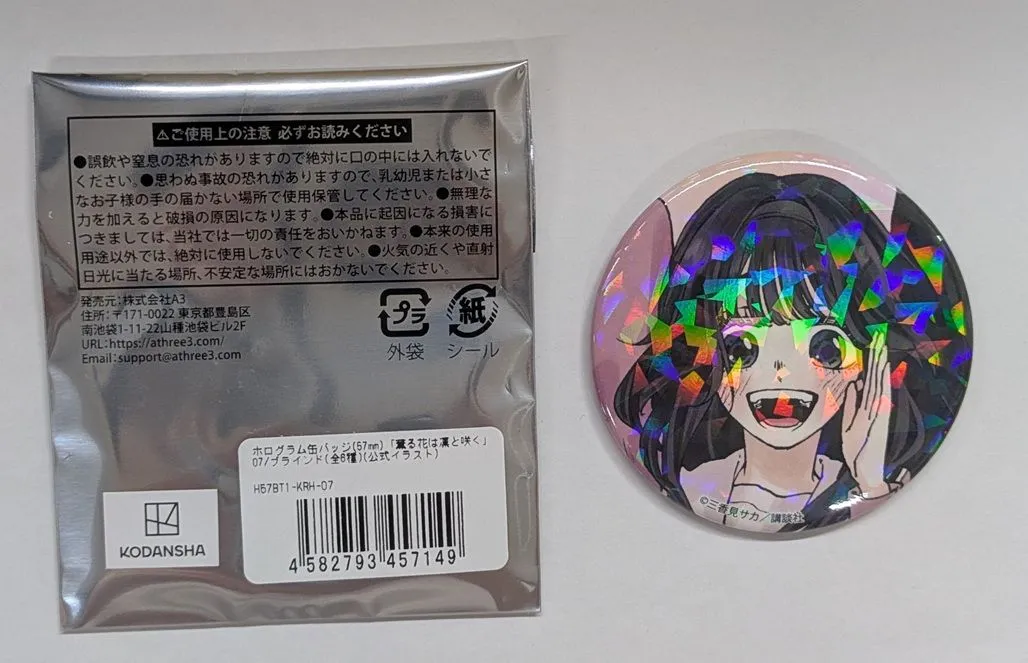 ⚠ご使用上の注意 必ずお読みください
●誤飲や窒息の恐れがありますので絶対に口の中には入れないで
ください。●思わぬ事故の恐れがありますので、乳幼児または小さ
なお子様の手の届かない場所で使用保管してください。●無理な
力を加えると破損の原因になります。●本品に起因になる損害に
つきましては、当社では一切の責任をおいかねます。●本来の使用
用途以外では、絶対に使用しないでください。●火気の近くや直射
日光に当たる場所、不安定な場所にはおかないでください。
発売元:株式会社A3
住所:〒171-0022 東京都豊島区
南池袋1-11-22山種池袋ビル2F
URL:https://athree3.com/
Email:support@athree3.com
プラ
外袋
紙
シール
ホログラム缶バッジ(57mm)「薫る花は凛と咲く」
07/ブラインド(全6種)(公式イラスト)
H57BT1-KRH-07
4 582793 457149
KODANSHA
©三香見サカ/講談社